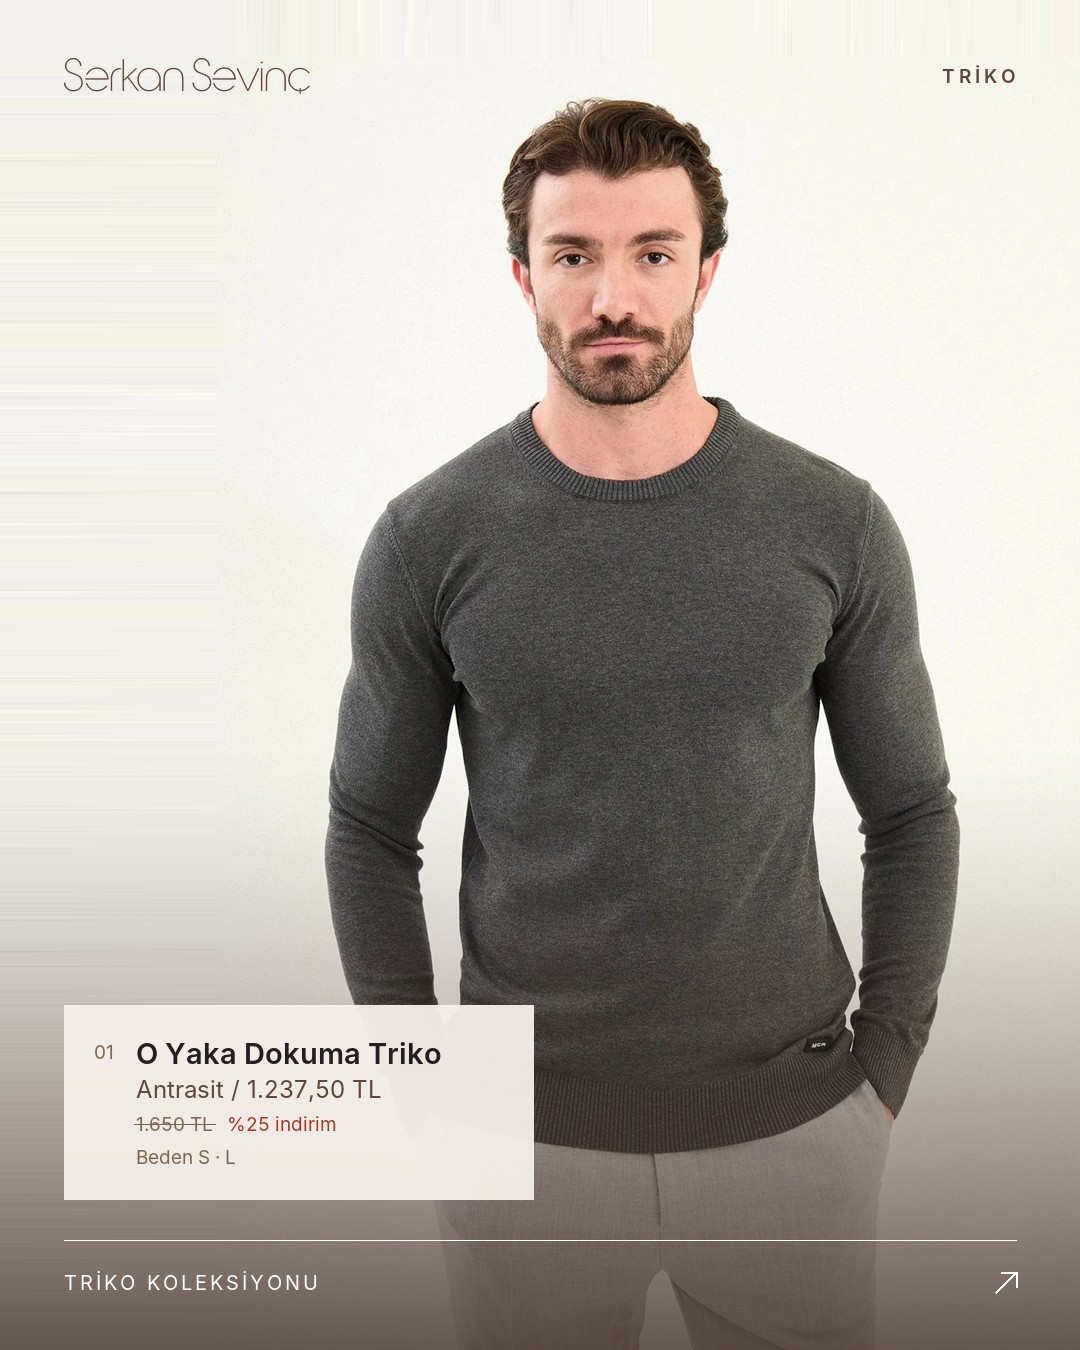 Serkan Sevinç
TRİKO
01
O Yaka Dokuma Triko
Antrasit / 1.237,50 TL
1.650 TL %25 indirim
Beden S · L
TRİKO KOLEKSİYONU